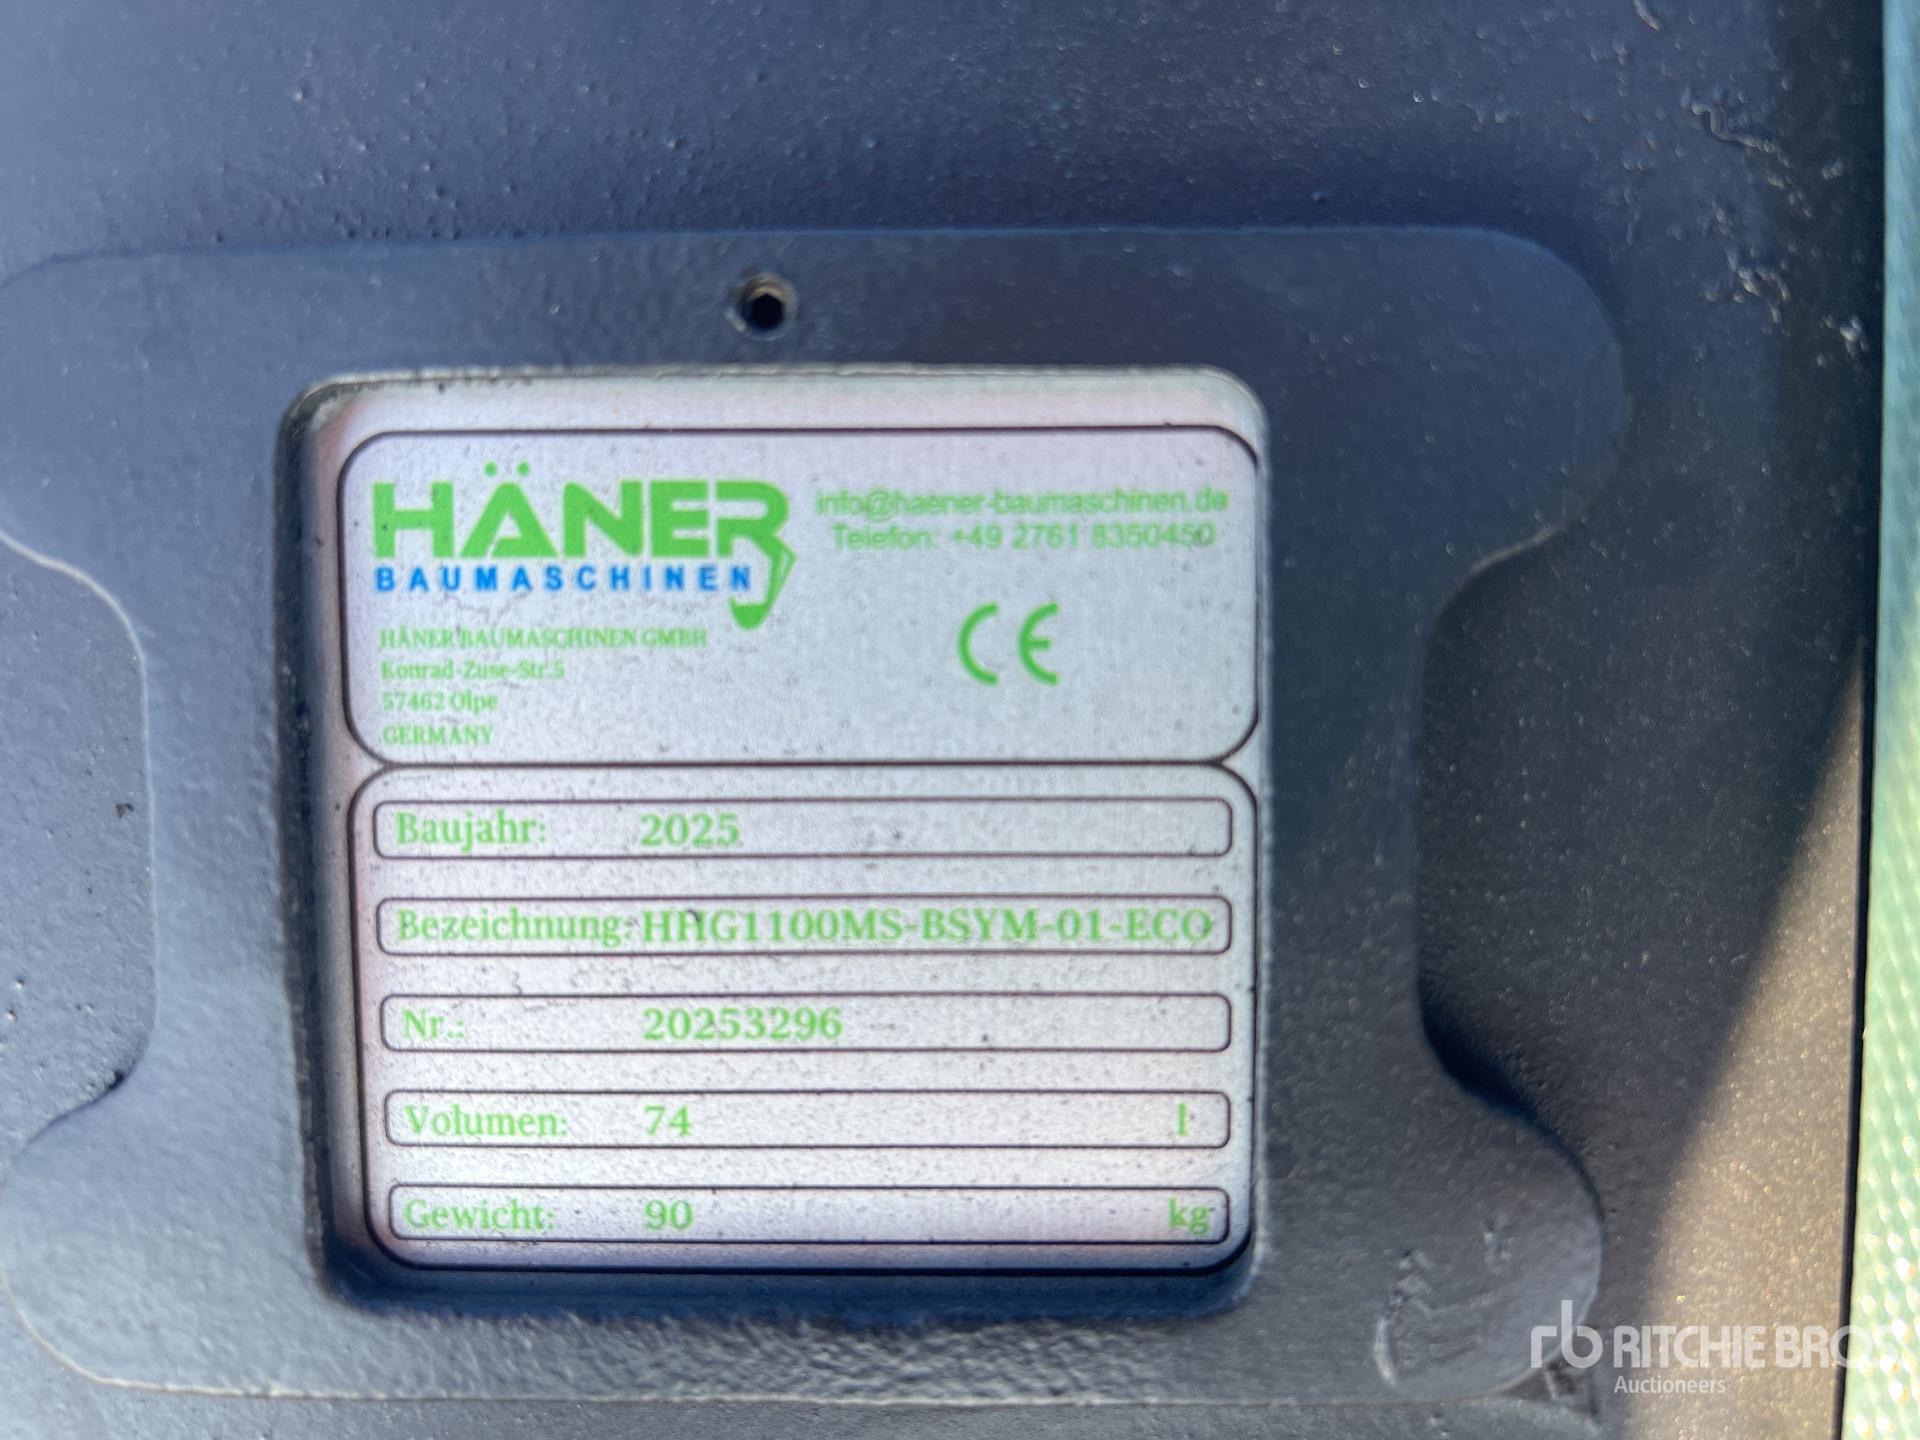 HÄNER
BAUMASCHINEN
info@haener-baumaschinen.de
Telefon: +49 2761 8350450
HÄNER BAUMASCHINEN GMBH
Konrad-Zuse-Str.5
57462 Olpe
GERMANY
CE
Baujahr: 2025
Bezeichnung: HHG1100MS-BSYM-01-ECO
Nr.: 20253296
Volumen: 74 l
Gewicht: 90 kg
rb RITCHIE BROS
Auctioneers